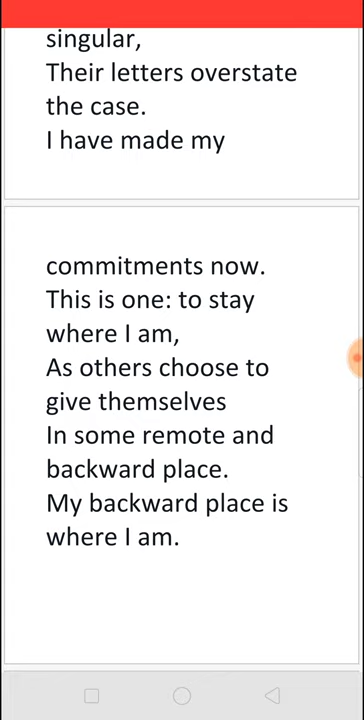 singular,
Their letters overstate
the case.
I have made my
commitments now.
This is one: to stay
where I am,
As others choose to
give themselves
In some remote and
backward place.
My backward place is
where I am.